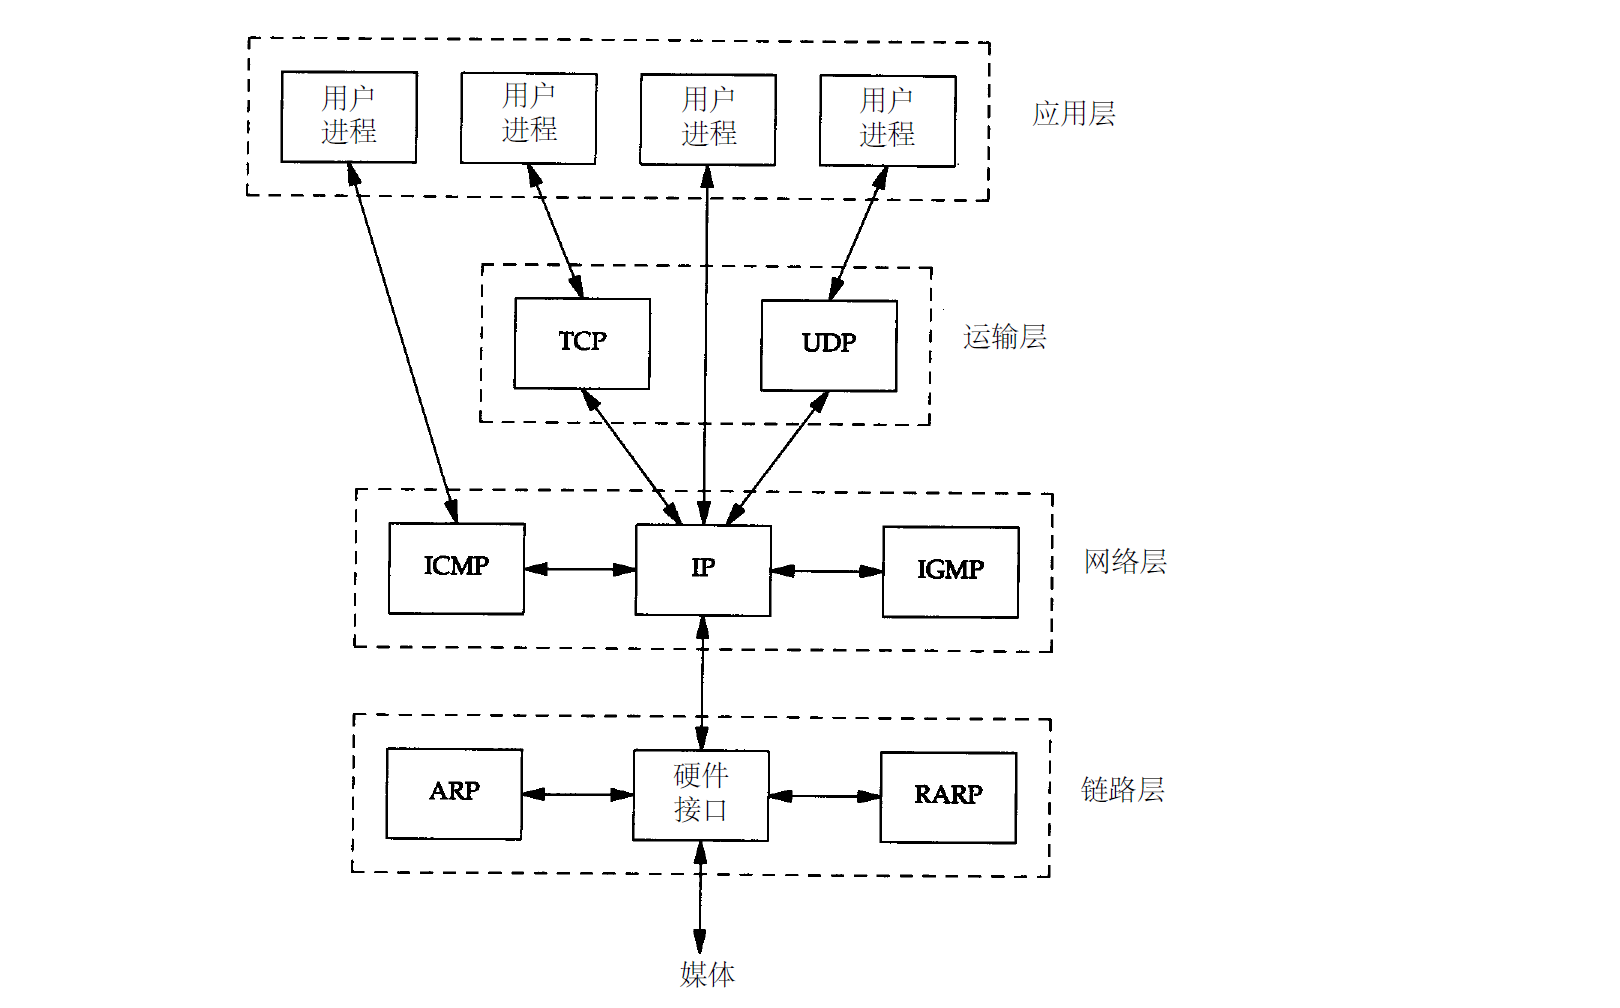 用户
进程
用户
进程
用户
进程
用户
进程
应用层
TCP
UDP
运输层
ICMP
IP
IGMP
网络层
ARP
硬件
接口
RARP
链路层
媒体